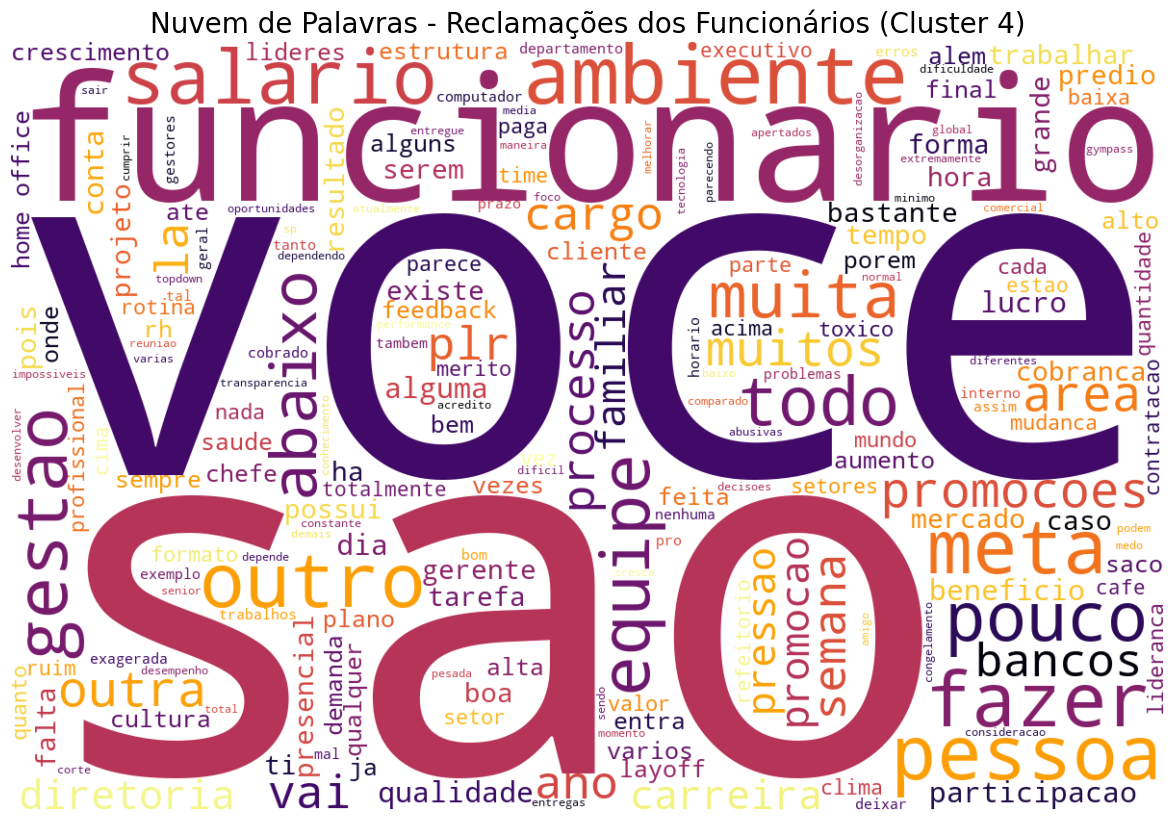 Nuvem de Palavras - Reclamações dos Funcionários (Cluster 4)
crescimento
lideres
estrutura
departamento
executivo
erros
alem
trabalhar
salario
ambiente
dificuldade
final
predio
baixa
sair
funcionario
computador
media
entregue
paga
maneira
alguns
serem
time
foco
prazo
melhorar
tecnologia
apertados
parecendo
desorganizacao
global
forma
extremamente
hora
grande
gympass
home office
conta
projeto
cumprir
gestores
resultado
ate
la
geral
oportunidades
atualmente
sp
tanto
dependendo
cargo
cliente
minimo
bastante
comercial
tempo
alto
porem
voce
topdown
tal
rotina
rh
reuniao
varias
pois
onde
impossiveis
parece
existe
feedback
performance
tambem
plr
merito
alguma
acredito
bem
parte
muita
acima
toxico
muitos
horario
baixo
problemas
normal
cada
estao
lucro
quantidade
diferentes
cobranca
area
interno
assim
mudanca
contratacao
comparado
todo
abusivas
mundo
aumento
cobrado
transparencia
abaixo
nada
saude
chefe
conhecimento
desenvolver
profissional
cima
sempre
gestao
processo
familiar
ha
totalmente
vez
dificil
vezes
possui
constante
demais
dia
feita
decisoes
setores
nenhuma
promocoes
mercado
caso
podem
sao
formato
depende
exemplo
senior
outro
trabalhos
bom
gerente
tarefa
plano
equipe
pro
cresce
meta
medo
saco
beneficio
cafe
refeitorio
pressao
promocao
semana
amigo
congelamento
pouco
bancos
lideranca
exagerada
ruim
desempenho
quanto
falta
outra
total
cultura
presencial
demanda
qualquer
pesada
alta
boa
setor
sendo
valor
entra
momento
varios
layoff
fazer
consideracao
pessoa
corte
diretoria
ti
mal
ja
vai
qualidade
ano
entregas
carreira
clima
deixar
participacao